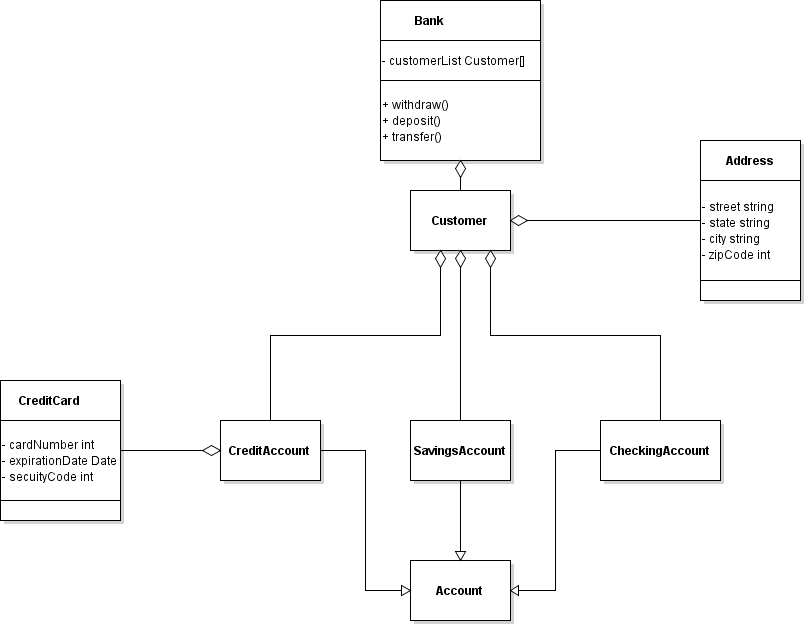 Bank
- customerList Customer[]
+ withdraw()
+ deposit()
+ transfer()
Address
- street string
- state string
- city string
- zipCode int
Customer
CreditCard
- cardNumber int
- expirationDate Date
- secuityCode int
CreditAccount
SavingsAccount
CheckingAccount
Account